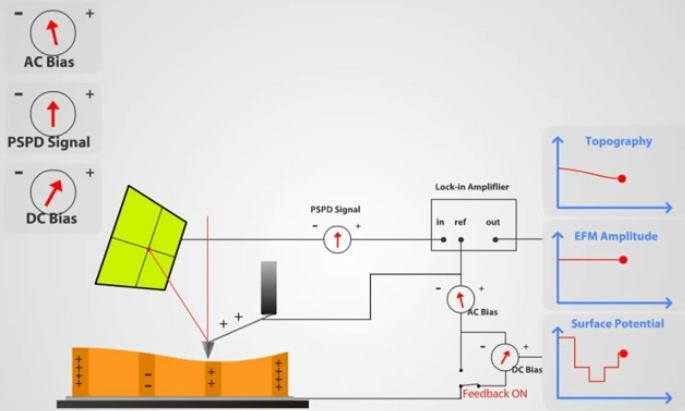 - +
AC Bias
- +
PSPD Signal
- +
DC Bias
Topography
Lock-in Amplifiier
PSPD Signal
- +
in ref out
EFM Amplitude
- +
AC Bias
+ +
Surface Potential
- +
DC Bias
Feedback ON
+ - + +
+ - + +
+ +
+ +